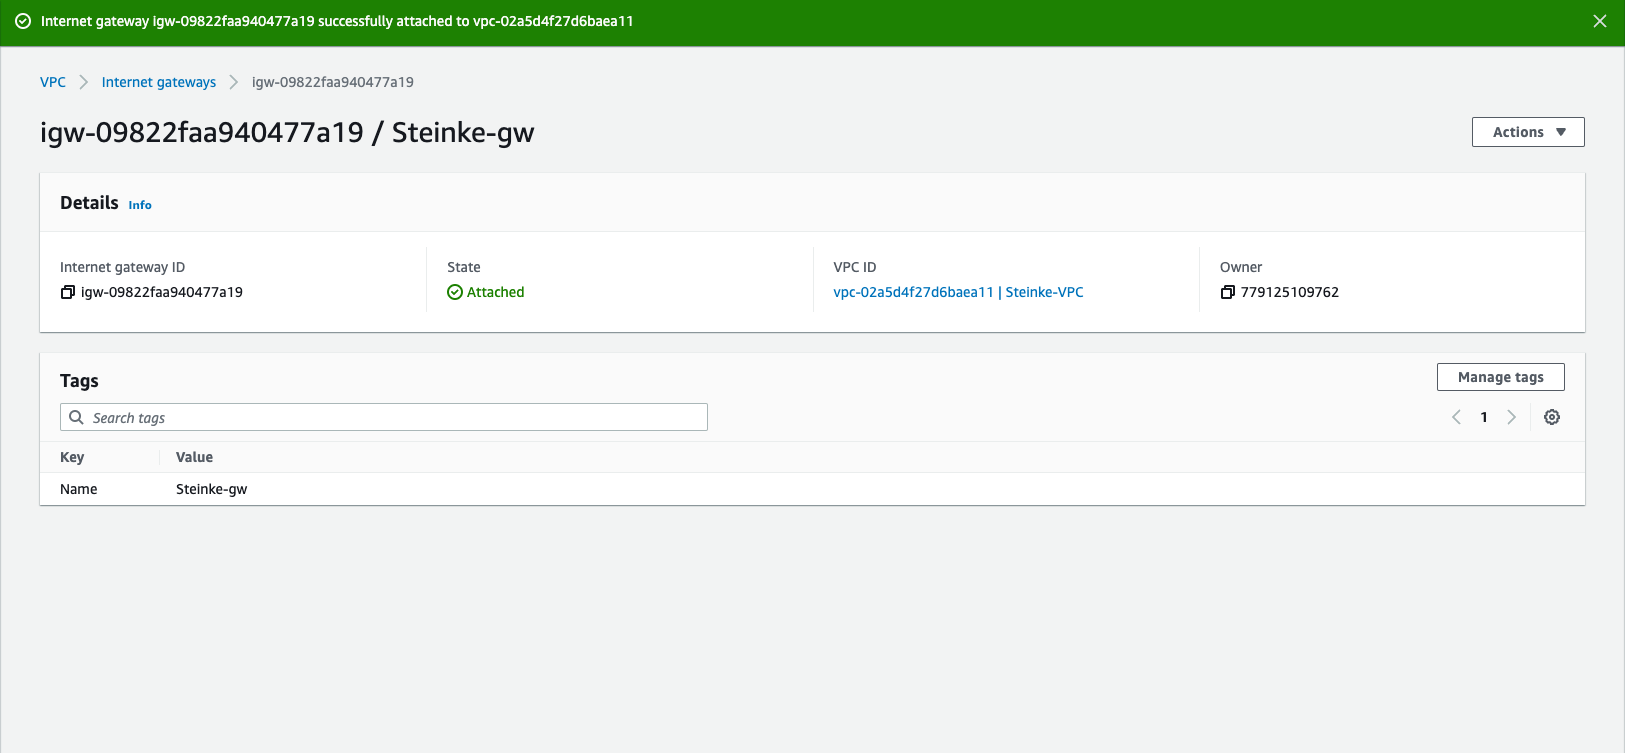 Internet gateway igw-09822faa940477a19 successfully attached to vpc-02a5d4f27d6baea11
VPC Internet gateways igw-09822faa940477a19
igw-09822faa940477a19 / Steinke-gw
Actions
Details Info
Internet gateway ID
igw-09822faa940477a19
State
Attached
VPC ID
vpc-02a5d4f27d6baea11 | Steinke-VPC
Owner
779125109762
Tags
Manage tags
Search tags
1
Key Value
Name Steinke-gw